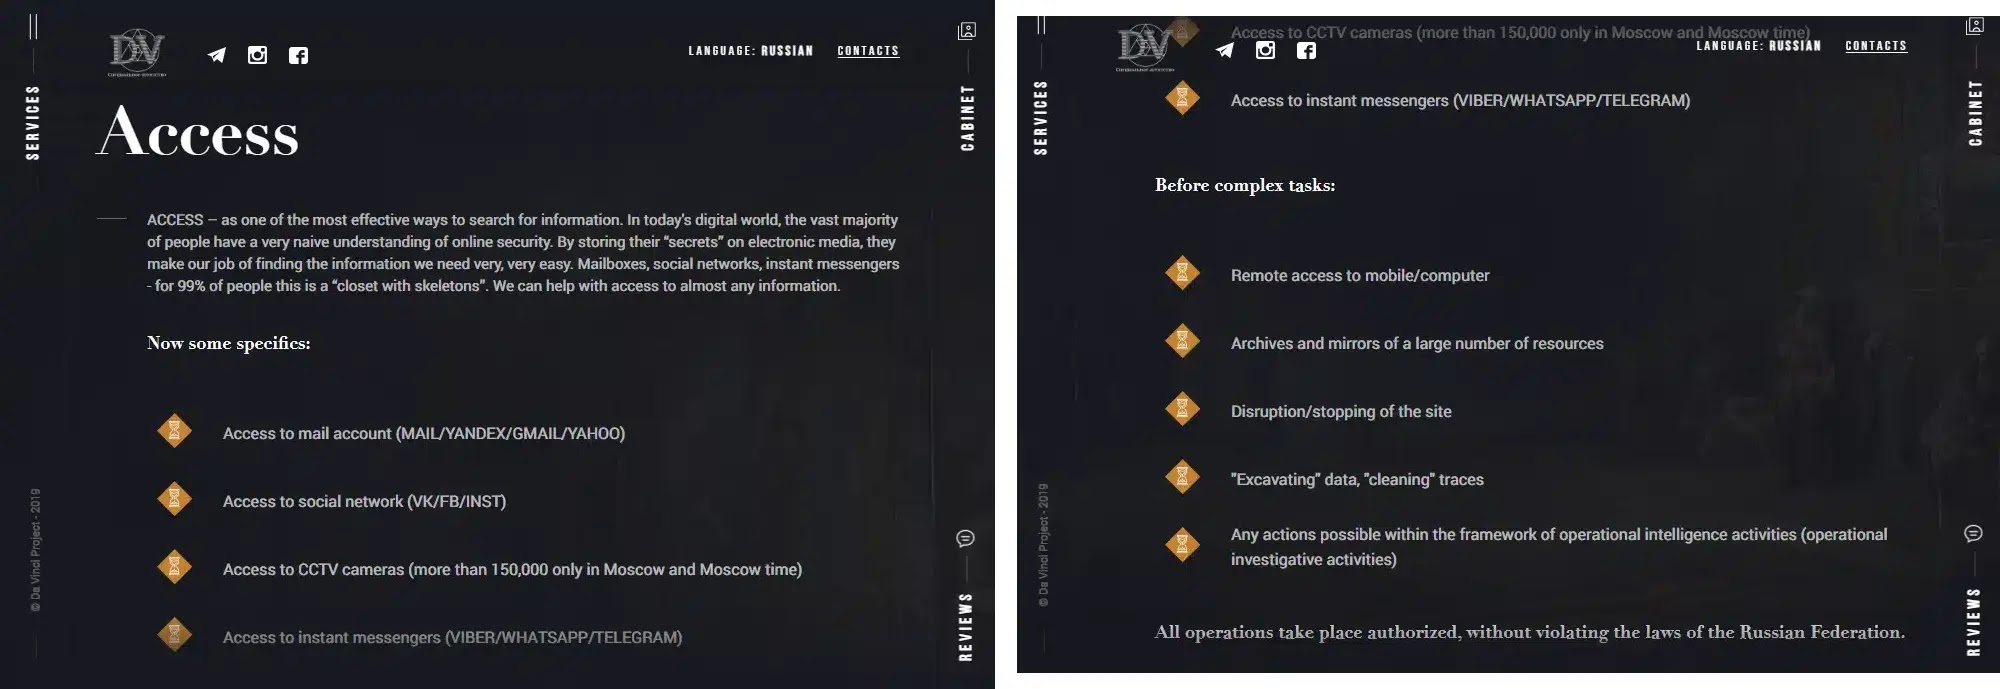 LANGUAGE: RUSSIAN
CONTACTS
SERVICES
CABINET
Access
ACCESS – as one of the most effective ways to search for information. In today's digital world, the vast majority
of people have a very naive understanding of online security. By storing their “secrets” on electronic media, they
make our job of finding the information we need very, very easy. Mailboxes, social networks, instant messengers
- for 99% of people this is a “closet with skeletons”. We can help with access to almost any information.
Now some specifics:
Access to mail account (MAIL/YANDEX/GMAIL/YAHOO)
Access to social network (VK/FB/INST)
Access to CCTV cameras (more than 150,000 only in Moscow and Moscow time)
Access to instant messengers (VIBER/WHATSAPP/TELEGRAM)
© Da Vinci Project - 2019
REVIEWS
Access to CCTV cameras (more than 150,000 only in Moscow and Moscow time)
LANGUAGE: RUSSIAN
CONTACTS
SERVICES
CABINET
Access to instant messengers (VIBER/WHATSAPP/TELEGRAM)
Before complex tasks:
Remote access to mobile/computer
Archives and mirrors of a large number of resources
Disruption/stopping of the site
"Excavating" data, "cleaning" traces
Any actions possible within the framework of operational intelligence activities (operational
investigative activities)
All operations take place authorized, without violating the laws of the Russian Federation.
© Da Vinci Project - 2019
REVIEWS